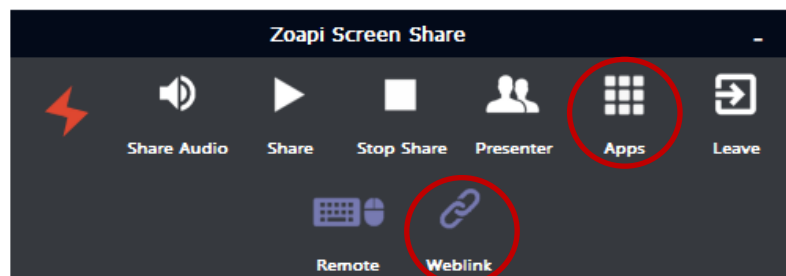 Zoapi Screen Share
Share Audio Share Stop Share Presenter Apps Leave
Remote Weblink